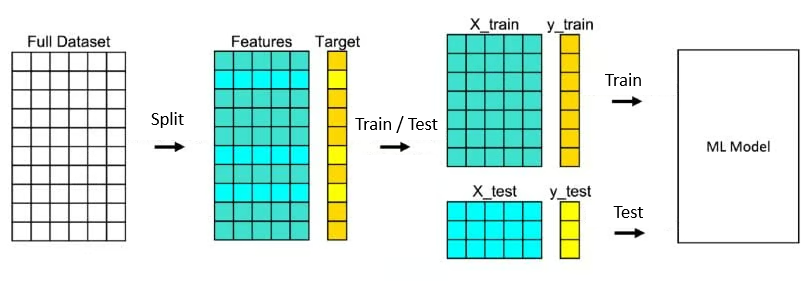 Full Dataset
Split
Features
Target
Train / Test
X_train
y_train
Train
X_test
y_test
Test
ML Model